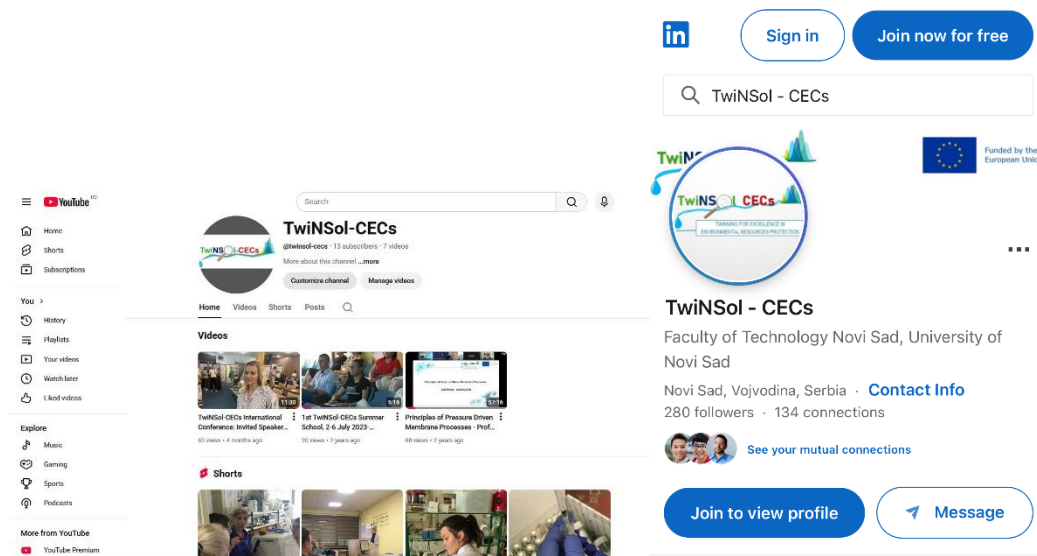 YouTube RS
Search
TwiNSol-CECs
@twinsol-cecs · 13 subscribers · 7 videos
More about this channel ...more
Customize channel
Manage videos
Home
Videos
Shorts
Posts
Home
Shorts
Subscriptions
You
History
Playlists
Your videos
Watch later
Liked videos
Explore
Music
Gaming
Sports
Podcasts
More from YouTube
YouTube Premium
Videos
11:30
5:16
TwiNSol-CECs International
Conference: Invited Speaker...
63 views • 4 months ago
1st TwiNSol-CECs Summer
School, 2-6 July 2023-...
70 views • 2 years ago
Principles of Pressure Driven
Membrane Processes - Prof...
88 views • 2 years ago
Shorts
in
Sign in
Join now for free
TwiNSol - CECs
Funded by the
European Unio
TwiNSOL CECs
TWINNING FOR EXCELLENCE IN
ENVIRONMENTAL RESOURCES PROTECTION
TwiNSol - CECs
Faculty of Technology Novi Sad, University of
Novi Sad
Novi Sad, Vojvodina, Serbia · Contact Info
280 followers · 134 connections
See your mutual connections
Join to view profile
Message